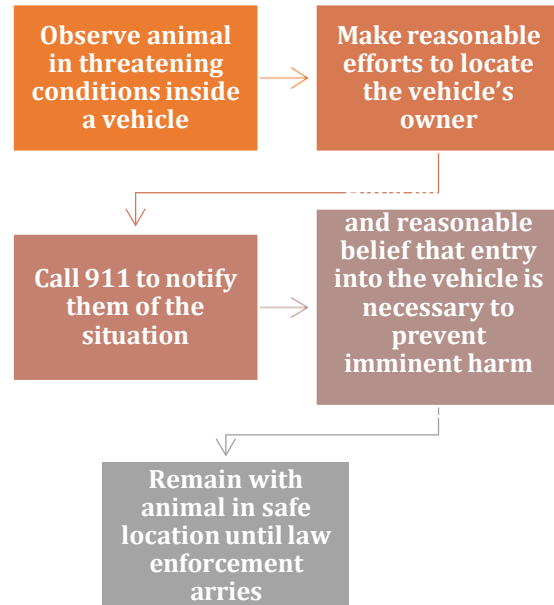 Observe animal
in threatening
conditions inside
a vehicle
Make reasonable
efforts to locate
the vehicle’s
owner
Call 911 to notify
them of the
situation
and reasonable
belief that entry
into the vehicle is
necessary to
prevent
imminent harm
Remain with
animal in safe
location until law
enforcement
arries